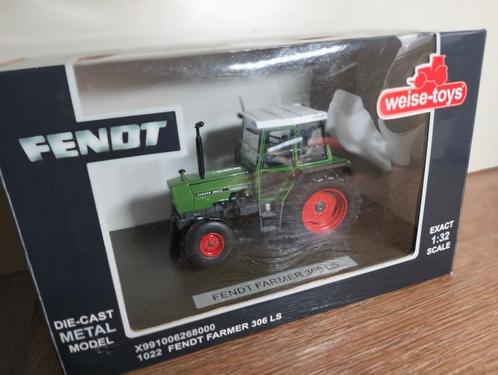 FENDT
weise-toys
FENDT FARMER 306 LS
EXACT
1:32
SCALE
DIE-CAST
METAL
MODEL
X991006268000
1022 FENDT FARMER 306 LS